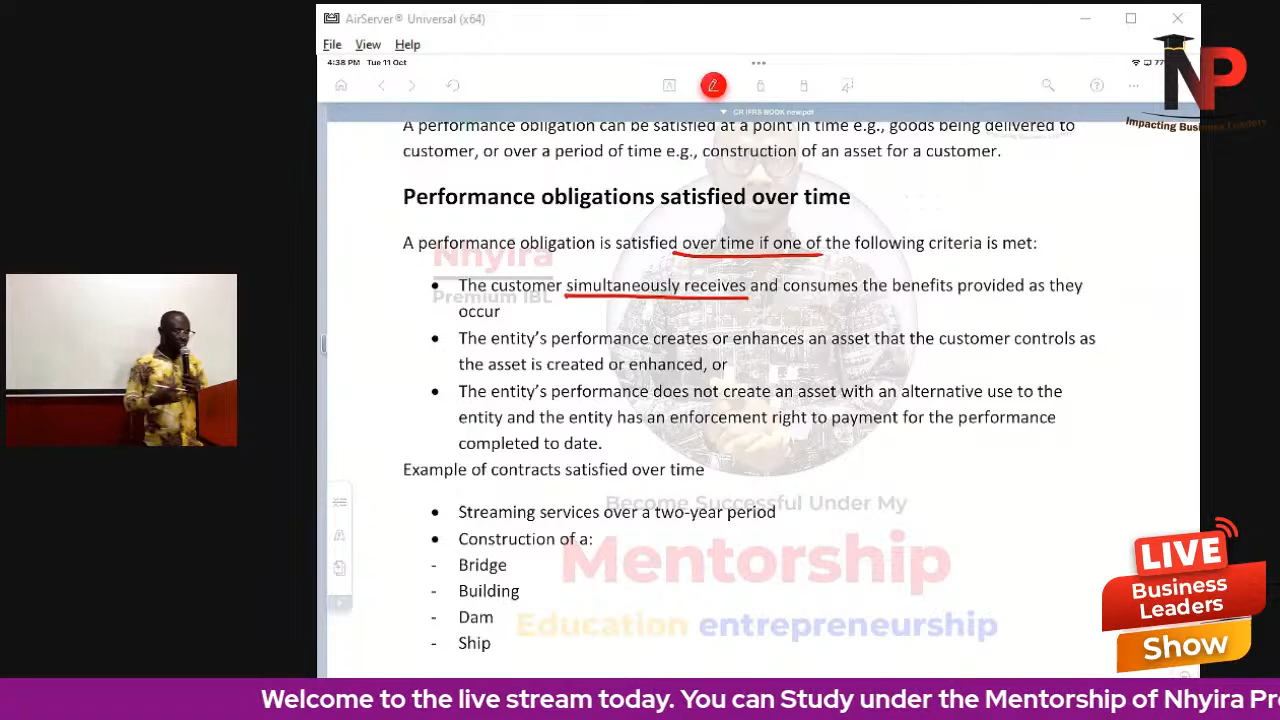 AirServer® Universal (x64)
File View Help
4:38 PM Tue 11 Oct
77
CR IFRS BOOK new.pdf
NP
Impacting Business Leaders
A performance obligation can be satisfied at a point in time e.g., goods being delivered to
customer, or over a period of time e.g., construction of an asset for a customer.
Performance obligations satisfied over time
A performance obligation is satisfied over time if one of the following criteria is met:
Nhyira
Premium IBL
• The customer simultaneously receives and consumes the benefits provided as they
occur
• The entity’s performance creates or enhances an asset that the customer controls as
the asset is created or enhanced, or
• The entity’s performance does not create an asset with an alternative use to the
entity and the entity has an enforcement right to payment for the performance
completed to date.
Example of contracts satisfied over time
Become Successful Under My
• Streaming services over a two-year period
• Construction of a:
Mentorship
- Bridge
- Building
- Dam
Education entrepreneurship
- Ship
LIVE
Business
Leaders
Show
Welcome to the live stream today. You can Study under the Mentorship of Nhyira Pr